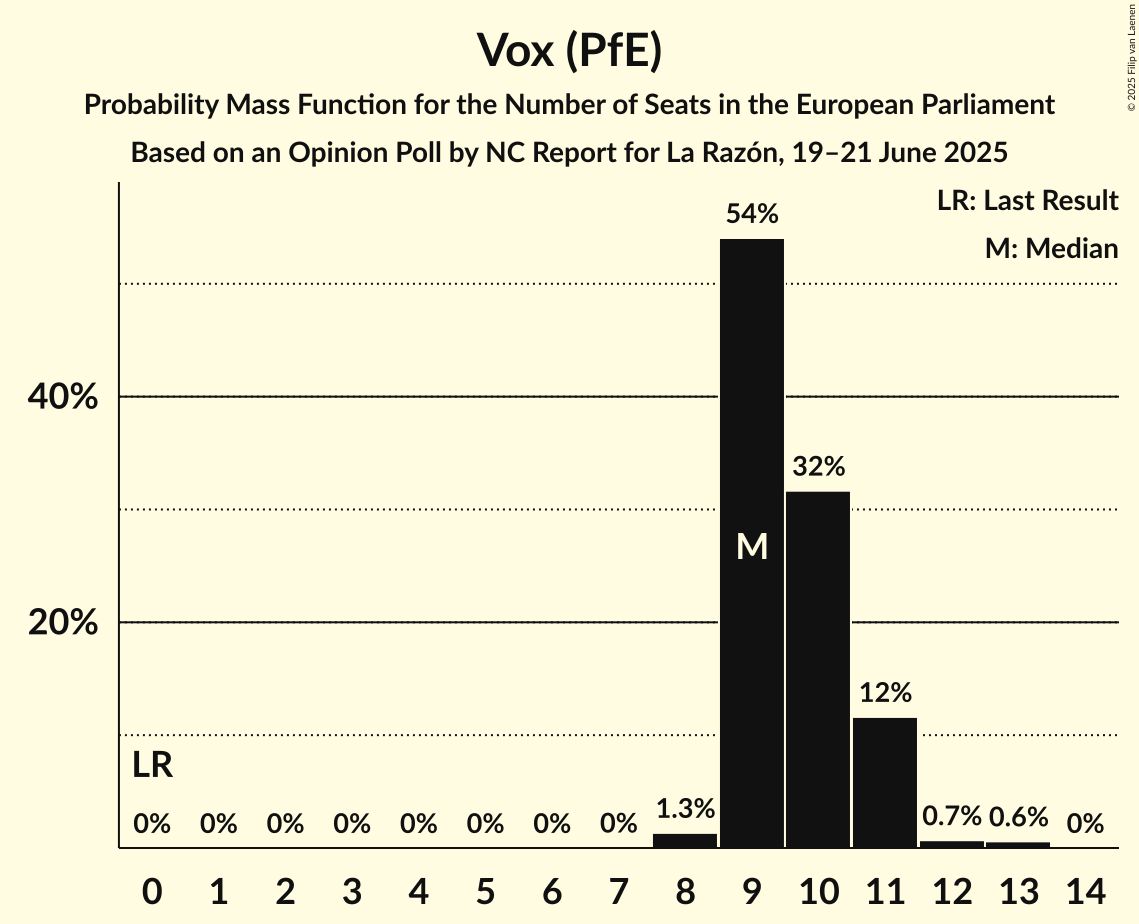 Vox (PfE)
Probability Mass Function for the Number of Seats in the European Parliament
Based on an Opinion Poll by NC Report for La Razón, 19–21 June 2025
© 2025 Filip van Laenen
LR: Last Result
M: Median
54%
40%
32%
M
20%
12%
LR
0% 0% 0% 0% 0% 0% 0% 0% 1.3% 0.7% 0.6% 0%
0 1 2 3 4 5 6 7 8 9 10 11 12 13 14